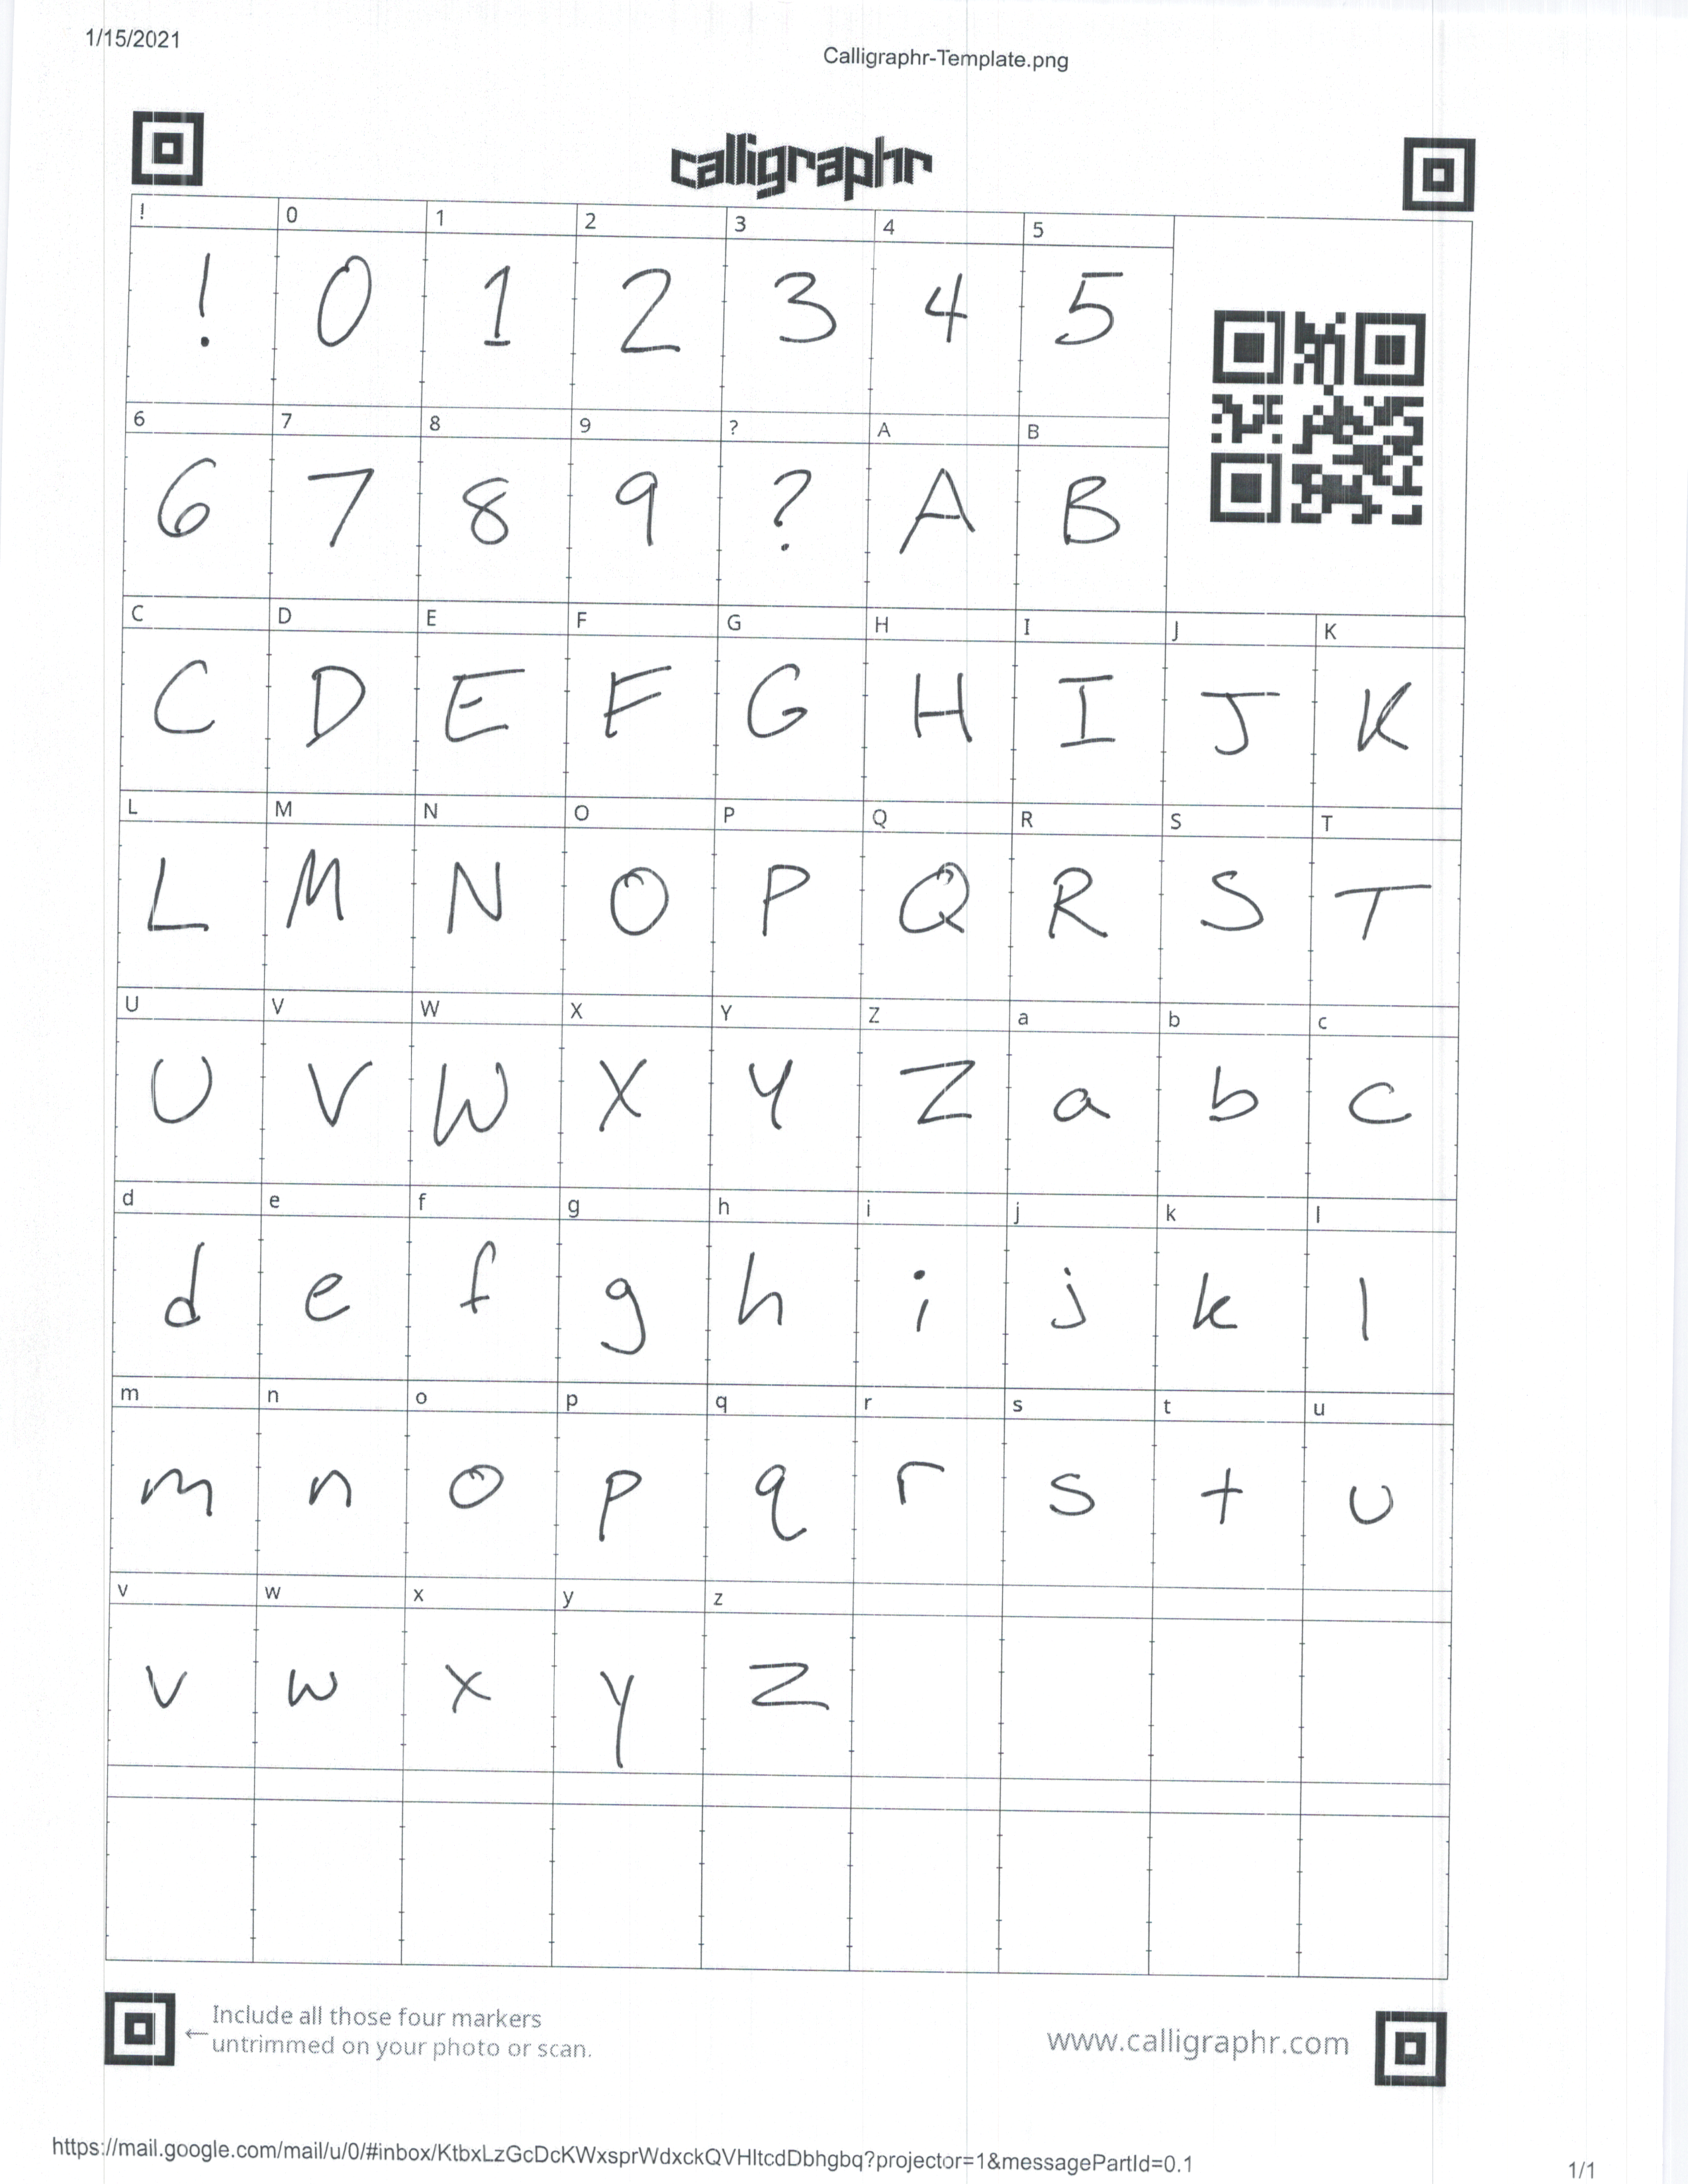 1/15/2021
Calligraphr-Template.png
calligraphr
! 0 1 2 3 4 5
! 0 1 2 3 4 5
6 7 8 9 ? A B
6 7 8 9 ? A B
C D E F G H I J K
C D E F G H I J K
L M N O P Q R S T
L M N O P Q R S T
U V W X Y Z a b c
U V W X Y Z a b c
d e f g h i j k l
d e f g h i j k l
m n o p q r s t u
m n o p q r s t u
v w x y z
v w x y z
← Include all those four markers
untrimmed on your photo or scan.
www.calligraphr.com
https://mail.google.com/mail/u/0/#inbox/KtbxLzGcDcKWxsprWdxckQVHltcdDbhgbq?projector=1&messagePartId=0.1
1/1